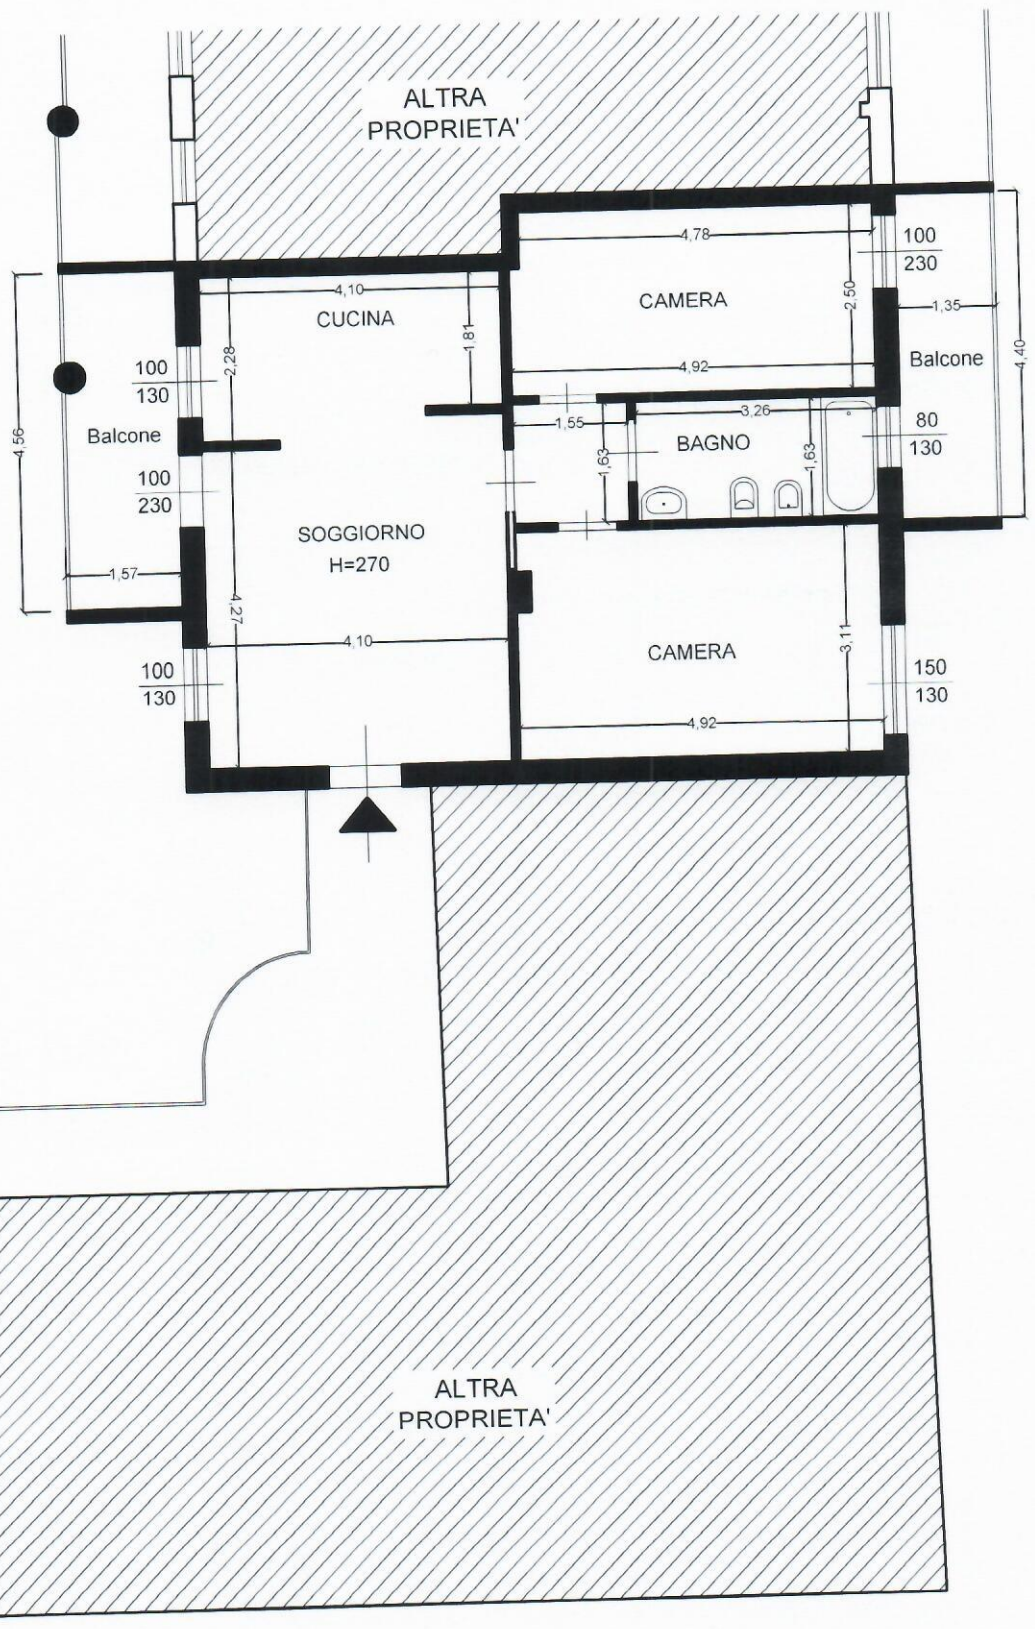 ALTRA
PROPRIETA'
4,78
100
230
4,10
CUCINA
CAMERA
2,50
1,35
1,81
2,28
4,92
Balcone
4,40
100
130
4,56
Balcone
3,26
1,55
BAGNO
80
130
1,63
1,63
100
230
SOGGIORNO
H=270
1,57
4,27
4,10
CAMERA
3,11
100
130
150
130
4,92
ALTRA
PROPRIETA'